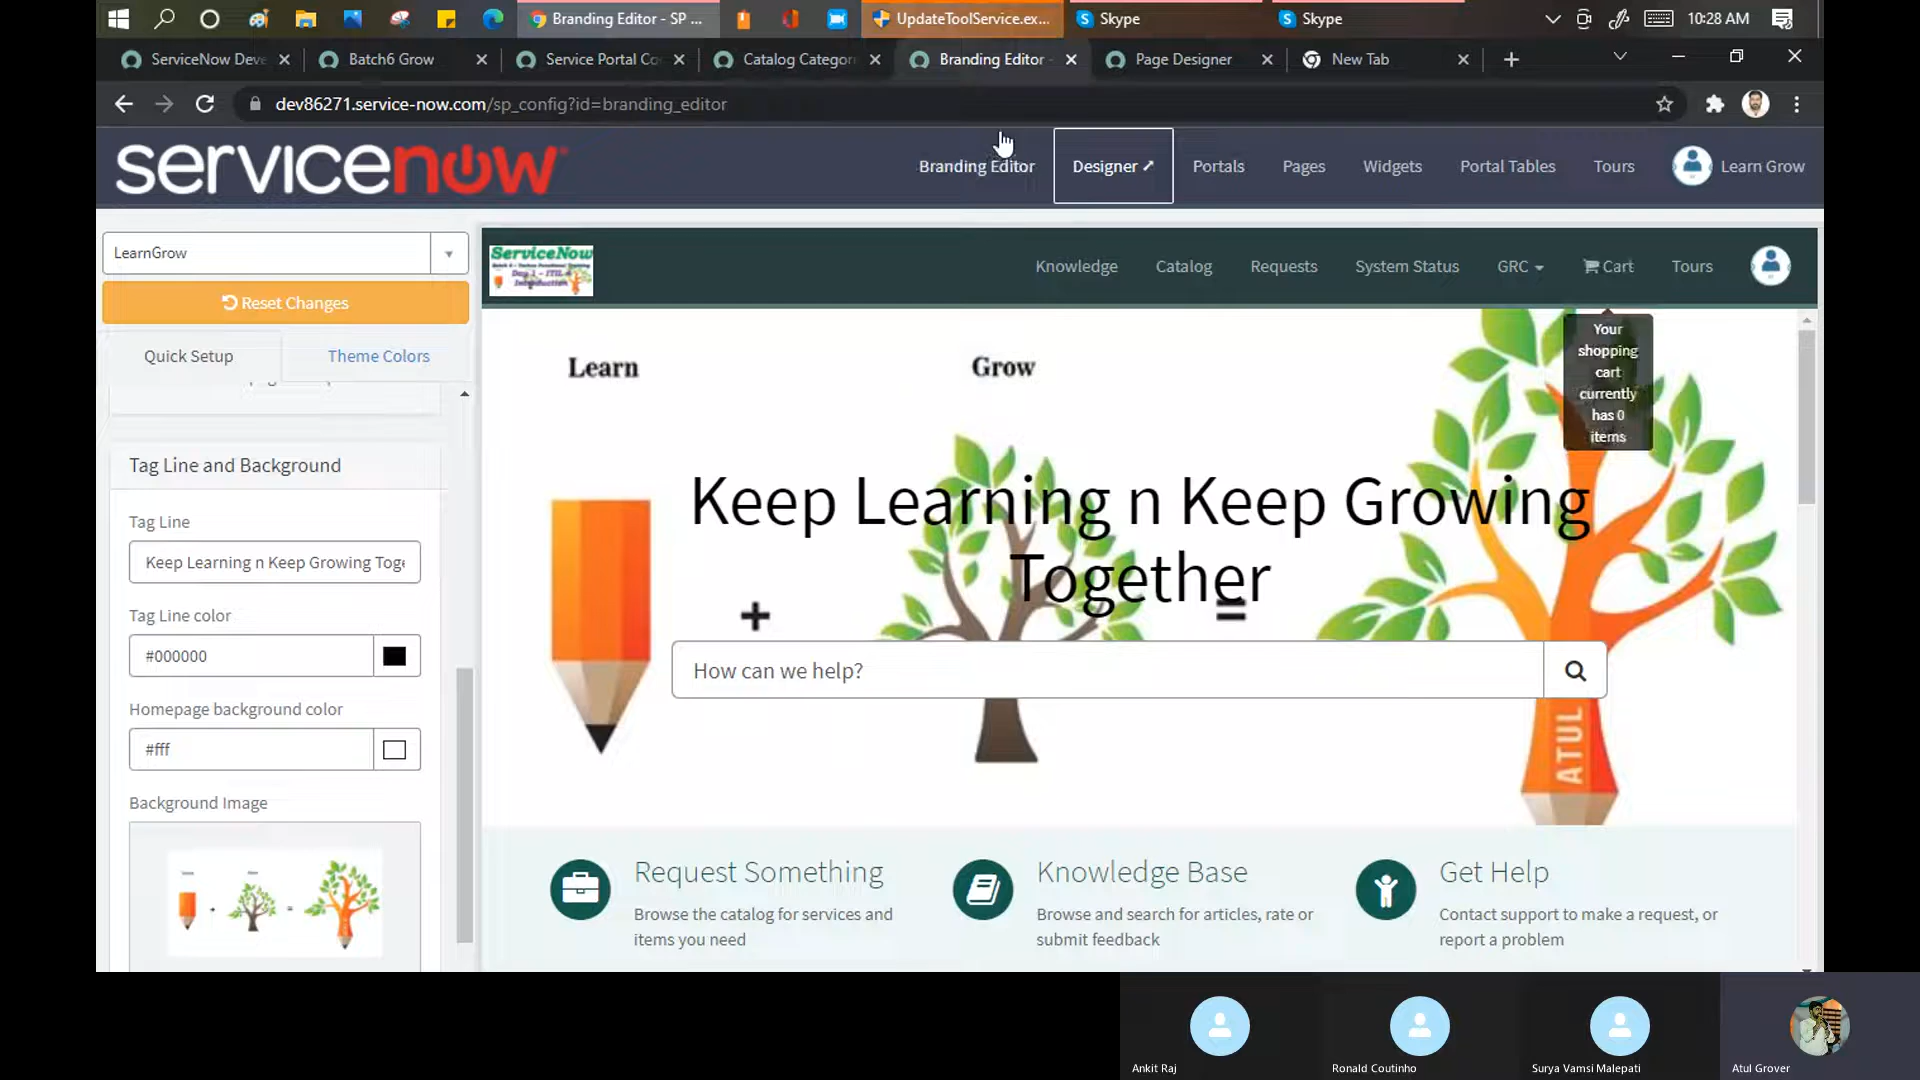 Branding Editor - SP ...
UpdateToolService.ex...
Skype
Skype
10:28 AM
ServiceNow Deve
Batch6 Grow
Service Portal Co
Catalog Categor
Branding Editor -
Page Designer
New Tab
dev86271.service-now.com/sp_config?id=branding_editor
servicenow
Branding Editor
Designer
Portals
Pages
Widgets
Portal Tables
Tours
Learn Grow
LearnGrow
Reset Changes
Quick Setup
Theme Colors
Tag Line and Background
Tag Line
Keep Learning n Keep Growing Toge
Tag Line color
#000000
Homepage background color
#fff
Background Image
ServiceNow
Day 1 - ITIL 4
Introduction
Knowledge
Catalog
Requests
System Status
GRC
Cart
Tours
Your
shopping
cart
currently
has 0
items
Learn
Grow
Keep Learning n Keep Growing
Together
+
=
How can we help?
ATUL
Request Something
Browse the catalog for services and
items you need
Knowledge Base
Browse and search for articles, rate or
submit feedback
Get Help
Contact support to make a request, or
report a problem
Ankit Raj
Ronald Coutinho
Surya Vamsi Malepati
Atul Grover